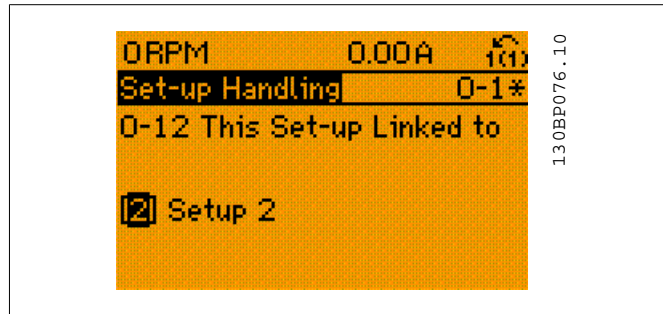 0RPM 0.00A 1(1)
Set-up Handling 0-1*
0-12 This Set-up Linked to
[2] Setup 2
130BP076.10